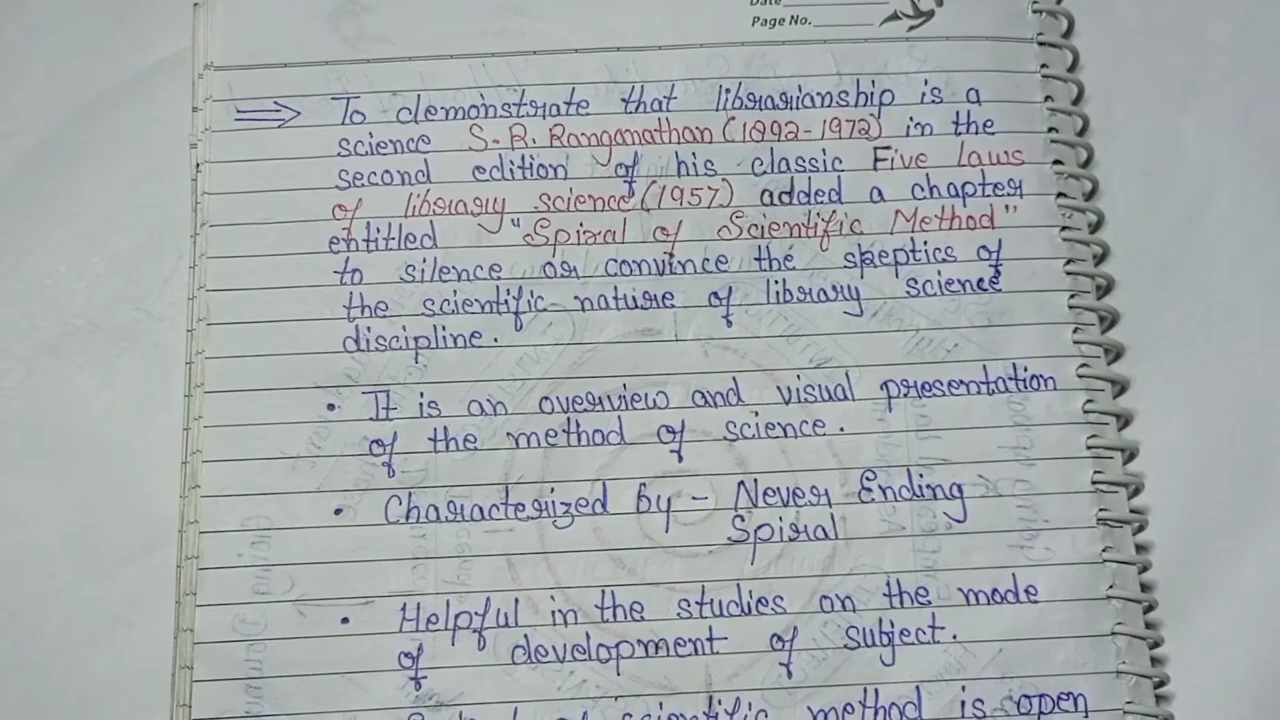 Date
Page No.
⇒ To demonstrate that librarianship is a
science S.R. Ranganathan (1892-1972) in the
second edition of his classic Five laws
of library science (1957) added a chapter
entitled "Spiral of Scientific Method"
to silence or convince the skeptics of
the scientific nature of library science
discipline.
• It is an overview and visual presentation
of the method of science.
• Characterized by - Never Ending
Spiral
• Helpful in the studies on the mode
of development of subject.
scientific method is open